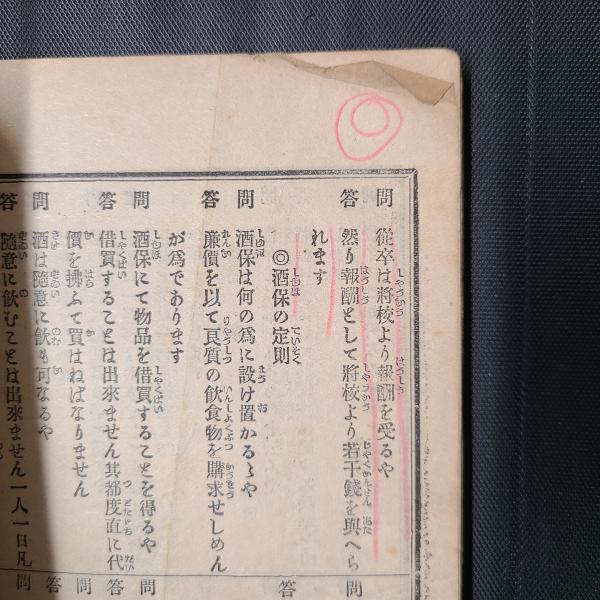 問 從卒は將校より報酬を受るや
答 然り報酬として將校より若干錢を與へら
れます
◎酒保の定則
問 酒保は何の爲に設け置かるゝや
答 廉價を以て良質の飮食物を購求せしめん
が爲であります
問 酒保にて物品を借買することを得るや
答 借買することは出來ません其都度直に代
價を拂ふて買はねばなりません
問 酒は隨意に飮も可なるや
答 隨意に飮むことは出來ません一人一日凡
問
答
問
答
問
答
問